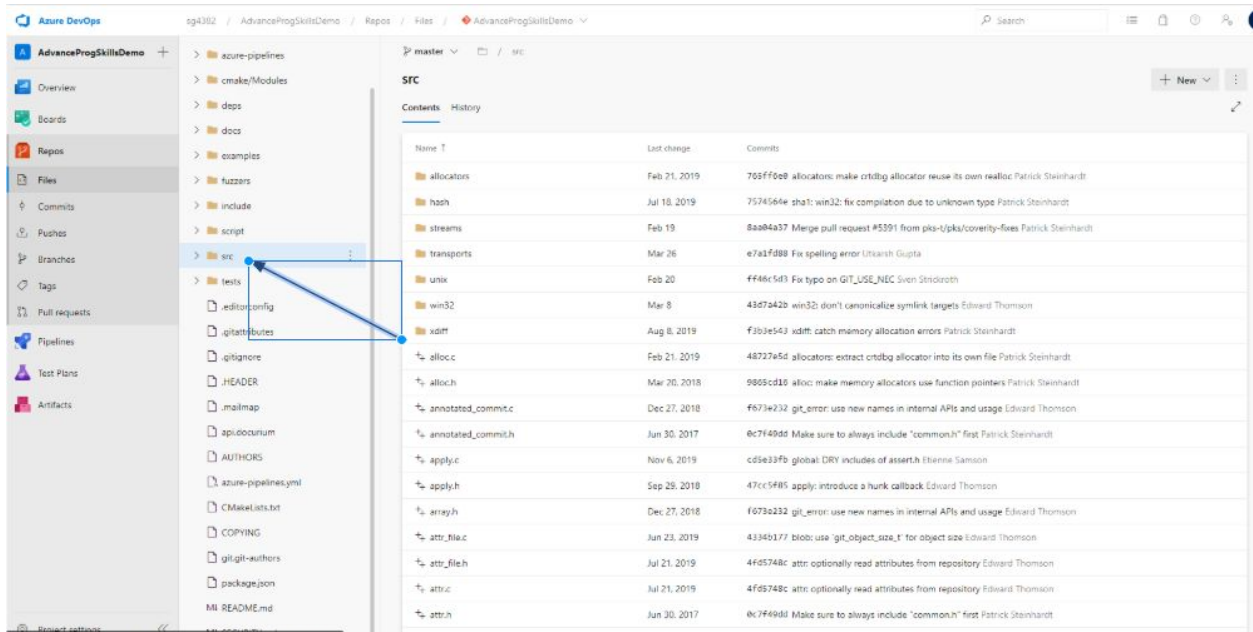 Azure DevOps
sg4382 / AdvanceProgSkillsDemo / Repos / Files / AdvanceProgSkillsDemo
Search
A AdvanceProgSkillsDemo
Overview
Boards
Repos
Files
Commits
Pushes
Branches
Tags
Pull requests
Pipelines
Test Plans
Artifacts
Project settings
azure-pipelines
cmake/Modules
deps
docs
examples
fuzzers
include
script
src
tests
.editorconfig
.gitattributes
.gitignore
.HEADER
.mailmap
api.docurium
AUTHORS
azure-pipelines.yml
CMakeLists.txt
COPYING
git.git-authors
package.json
M↓ README.md
master / src
src
New
Contents History
Name Last change Commits
allocators Feb 21, 2019 765ff6e0 allocators: make crtdbg allocator reuse its own realloc Patrick Steinhardt
hash Jul 18, 2019 7574564e sha1: win32: fix compilation due to unknown type Patrick Steinhardt
streams Feb 19 8aa04a37 Merge pull request #5391 from pks-t/pks/coverity-fixes Patrick Steinhardt
transports Mar 26 e7a1fd88 Fix spelling error Utkarsh Gupta
unix Feb 20 ff46c5d3 Fix typo on GIT_USE_NEC Sven Strickroth
win32 Mar 8 43d7a42b win32: don't canonicalize symlink targets Edward Thomson
xdiff Aug 8, 2019 f3b3e543 xdiff: catch memory allocation errors Patrick Steinhardt
alloc.c Feb 21, 2019 48727e5d allocators: extract crtdbg allocator into its own file Patrick Steinhardt
alloc.h Mar 20, 2018 9865cd16 alloc: make memory allocators use function pointers Patrick Steinhardt
annotated_commit.c Dec 27, 2018 f673e232 git_error: use new names in internal APIs and usage Edward Thomson
annotated_commit.h Jun 30, 2017 0c7f49dd Make sure to always include "common.h" first Patrick Steinhardt
apply.c Nov 6, 2019 cd5e33fb global: DRY includes of assert.h Etienne Samson
apply.h Sep 29, 2018 47cc5f85 apply: introduce a hunk callback Edward Thomson
array.h Dec 27, 2018 f673e232 git_error: use new names in internal APIs and usage Edward Thomson
attr_file.c Jun 23, 2019 4334b177 blob: use `git_object_size_t` for object size Edward Thomson
attr_file.h Jul 21, 2019 4fd5748c attr: optionally read attributes from repository Edward Thomson
attr.c Jul 21, 2019 4fd5748c attr: optionally read attributes from repository Edward Thomson
attr.h Jun 30, 2017 0c7f49dd Make sure to always include "common.h" first Patrick Steinhardt